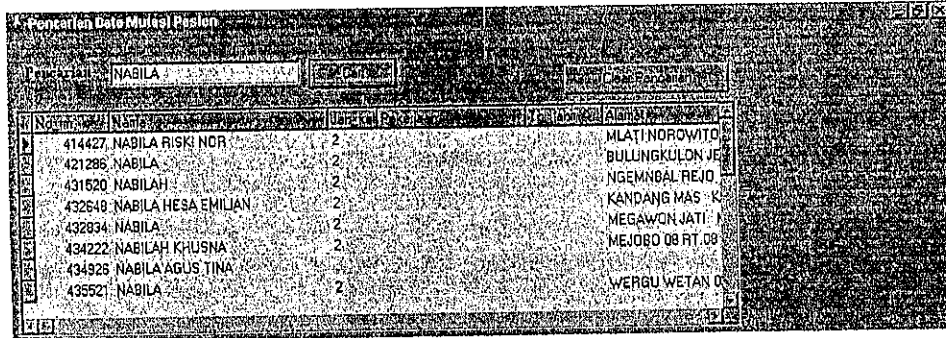 Pencarian Data Mutasi Pasien
Pencarian NABILA Cari
Nama Alamat
414427 NABILA RISKI NOR 2 MLATI NOROWITO
421286 NABILA 2 BULUNGKULON JE
431520 NABILAH 2 NGEMNBAL REJO
432648 NABILA HESA EMILIAN 2 KANDANG MAS K
432834 NABILA 2 MEGAWON JATI
434222 NABILAH KHUSNA 2 MEJOBO 08 RT.08
434926 NABILA AGUS TINA
435521 NABILA 2 WERGU WETAN 0